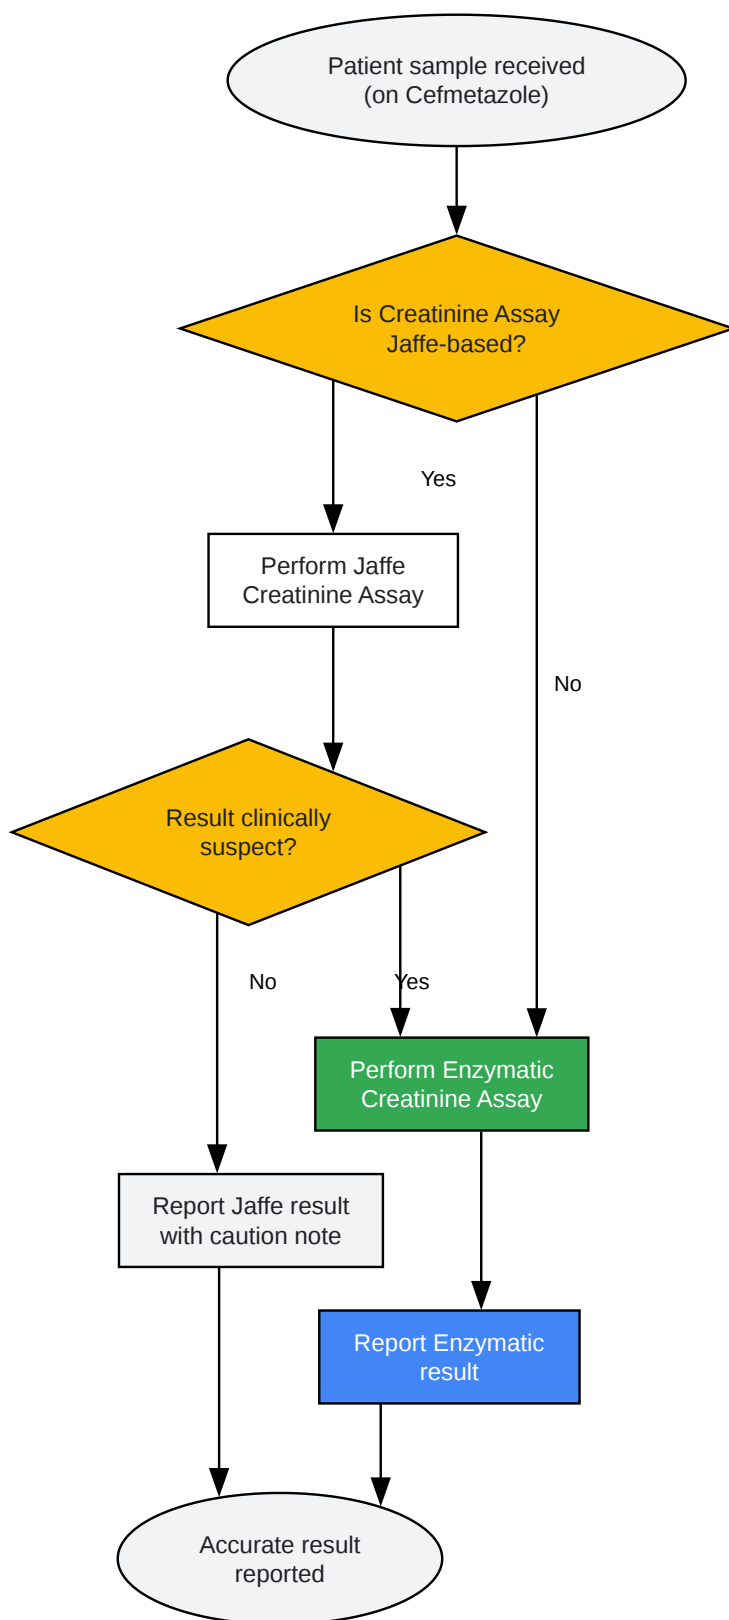 Patient sample received
(on Cefmetazole)
Is Creatinine Assay
Jaffe-based?
Yes
Perform Jaffe
Creatinine Assay
No
Result clinically
suspect?
No
Yes
Perform Enzymatic
Creatinine Assay
Report Jaffe result
with caution note
Report Enzymatic
result
Accurate result
reported